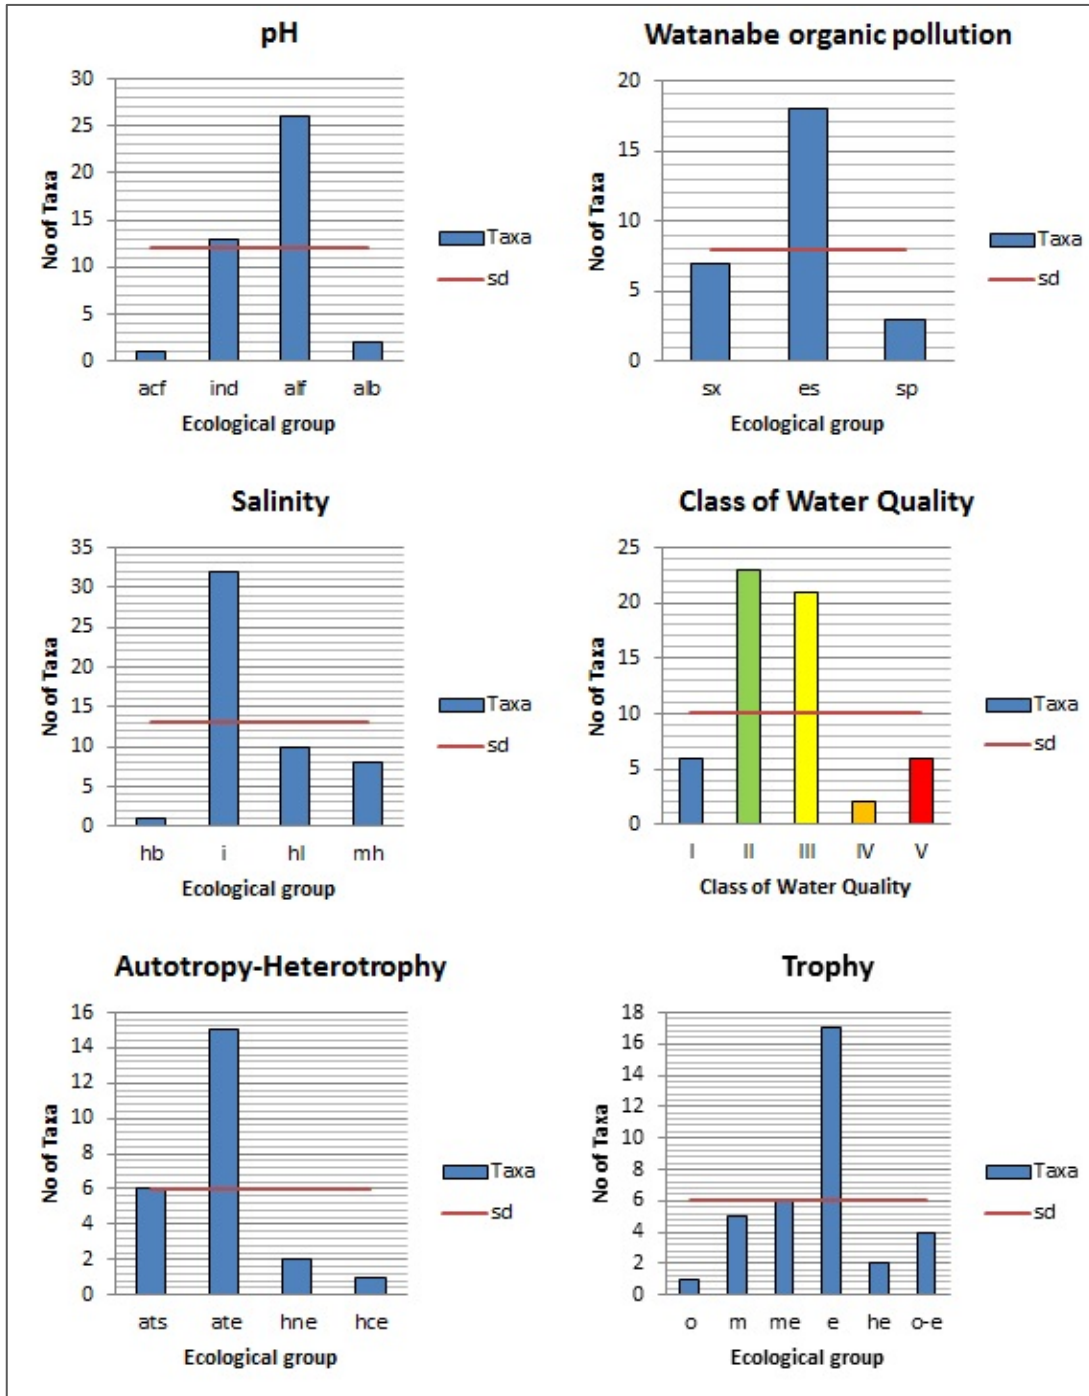 pH
No of Taxa
30
25
20
15
10
5
0
acf ind alf alb
Ecological group
Taxa
sd
Watanabe organic pollution
No of Taxa
20
15
10
5
0
sx es sp
Ecological group
Taxa
sd
Salinity
No of Taxa
35
30
25
20
15
10
5
0
hb i hl mh
Ecological group
Taxa
sd
Class of Water Quality
No of Taxa
25
20
15
10
5
0
I II III IV V
Class of Water Quality
Taxa
sd
Autotropy-Heterotrophy
No of Taxa
16
14
12
10
8
6
4
2
0
ats ate hne hce
Ecological group
Taxa
sd
Trophy
No of Taxa
18
16
14
12
10
8
6
4
2
0
o m me e he o-e
Ecological group
Taxa
sd